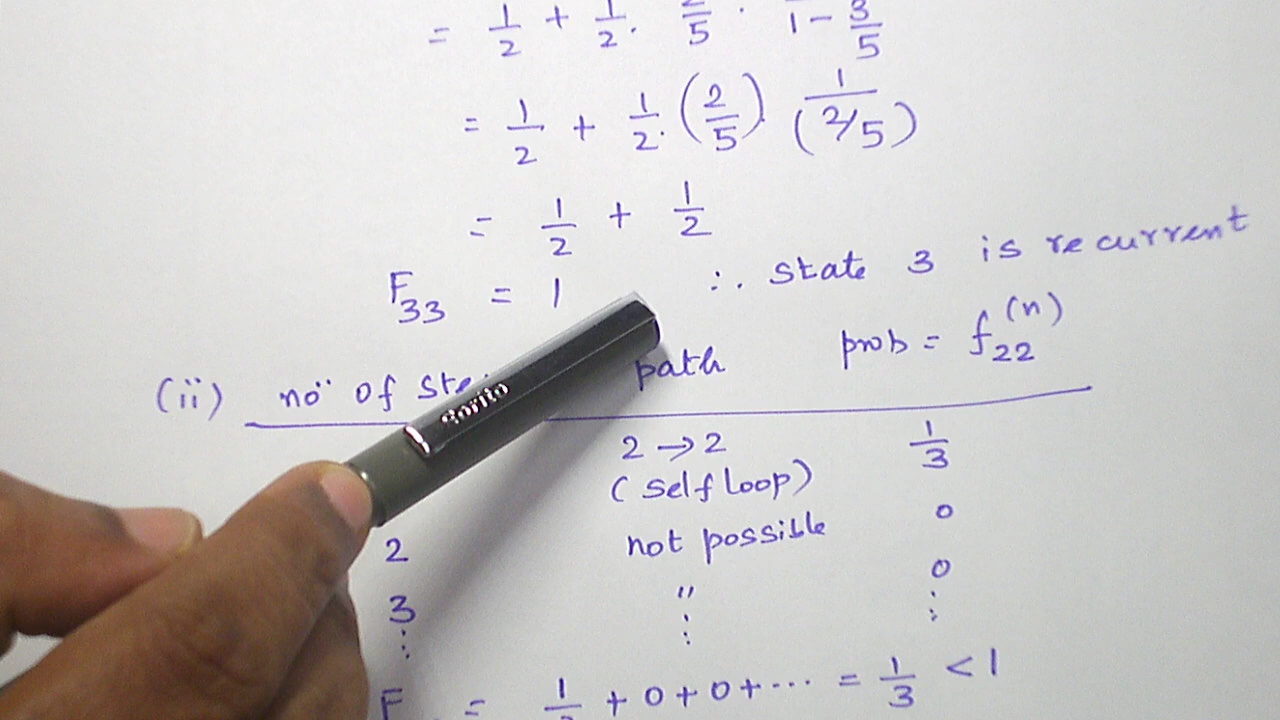 = 1/2 + 1/2 . 2/5 . 1 - 3/5
= 1/2 + 1/2 . (2/5) . 1/(2/5)
= 1/2 + 1/2
F33 = 1 ∴ state 3 is recurrent
(ii) no¨ of ste path prob = f22^(n)
sorito
2 → 2 1/3
(self loop)
2 not possible 0
3 " 0
⋮ ⋮ ⋮
F = 1 + 0 + 0 + ... = 1/3 < 1